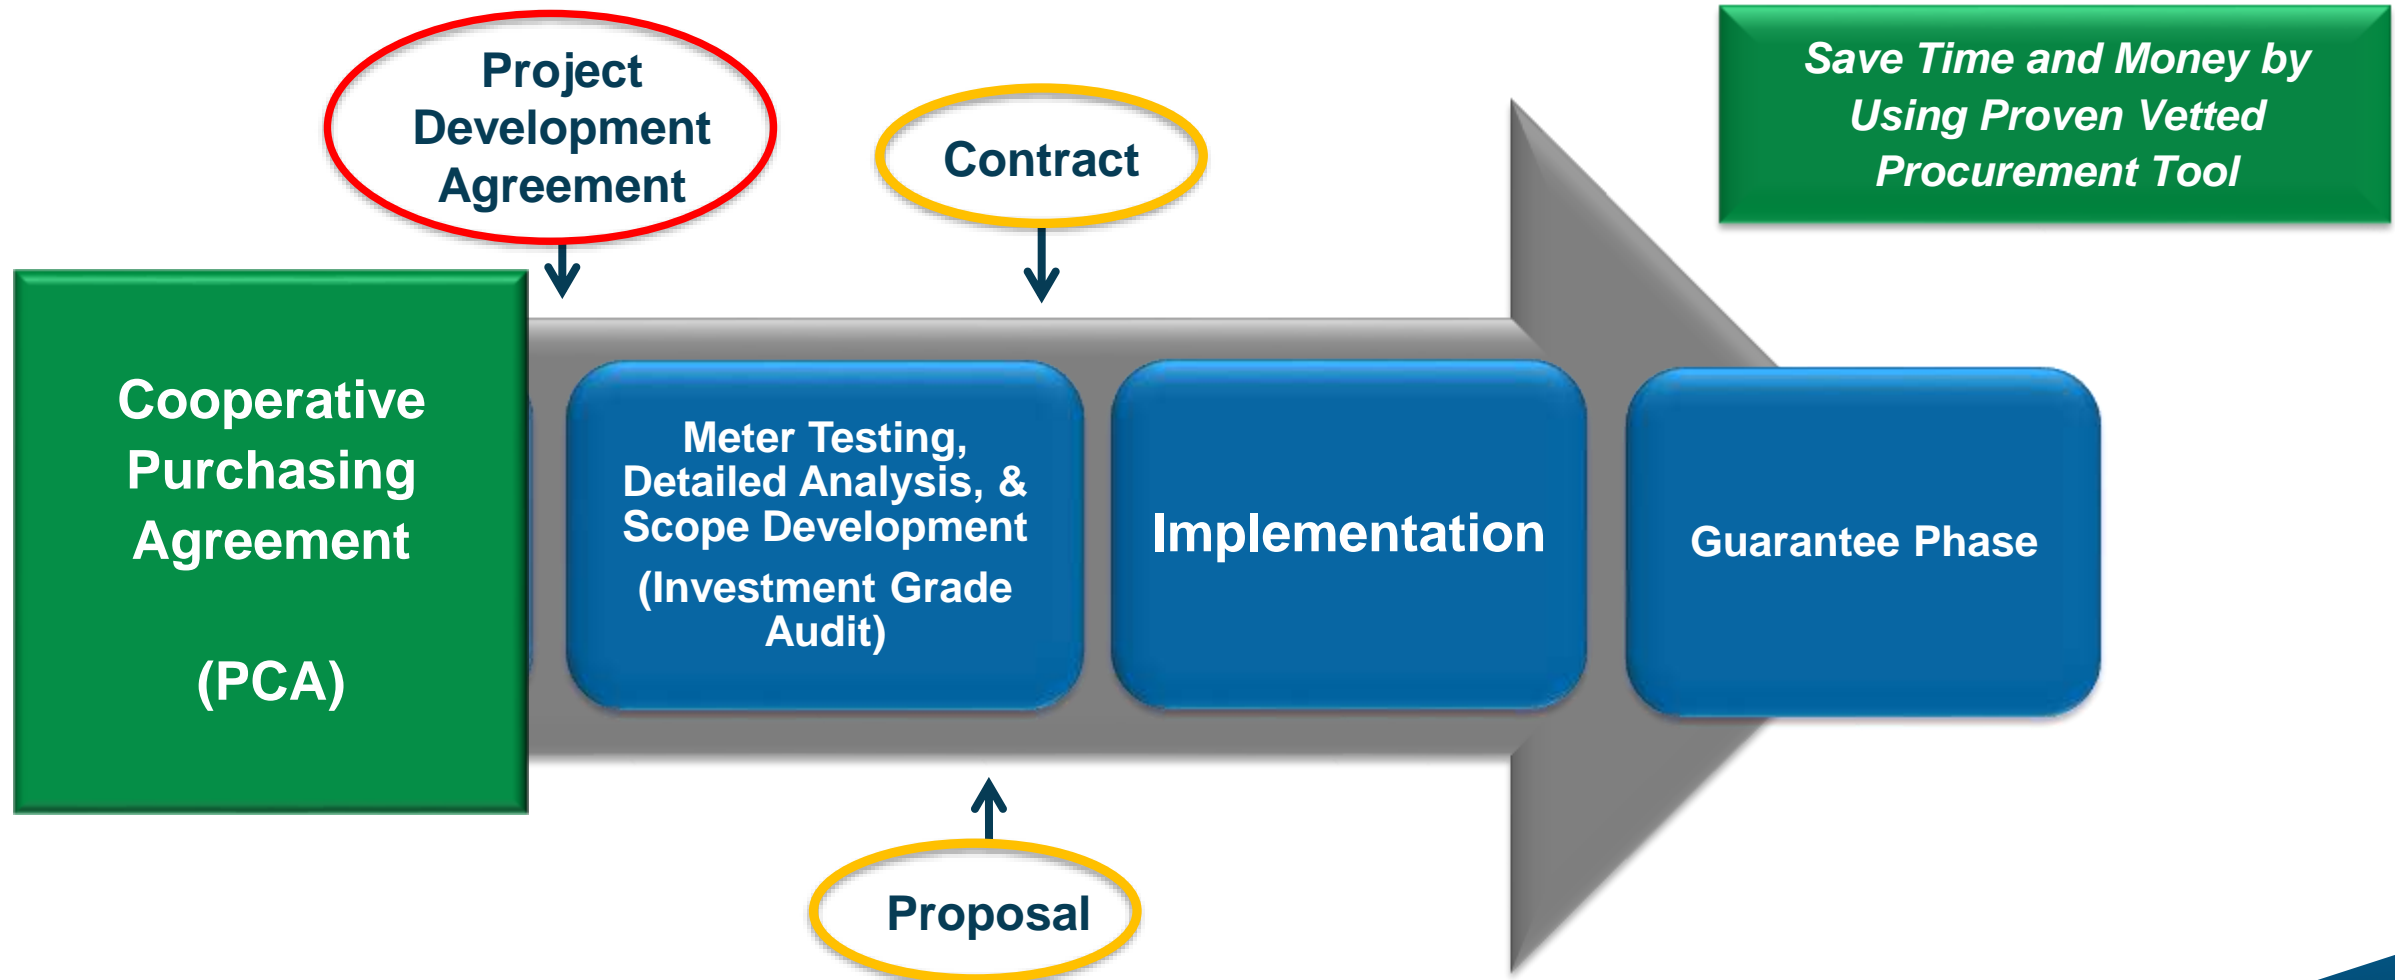 Project
Development
Agreement
Contract
Save Time and Money by
Using Proven Vetted
Procurement Tool
Cooperative
Purchasing
Agreement
(PCA)
Meter Testing,
Detailed Analysis, &
Scope Development
(Investment Grade
Audit)
Implementation
Guarantee Phase
Proposal